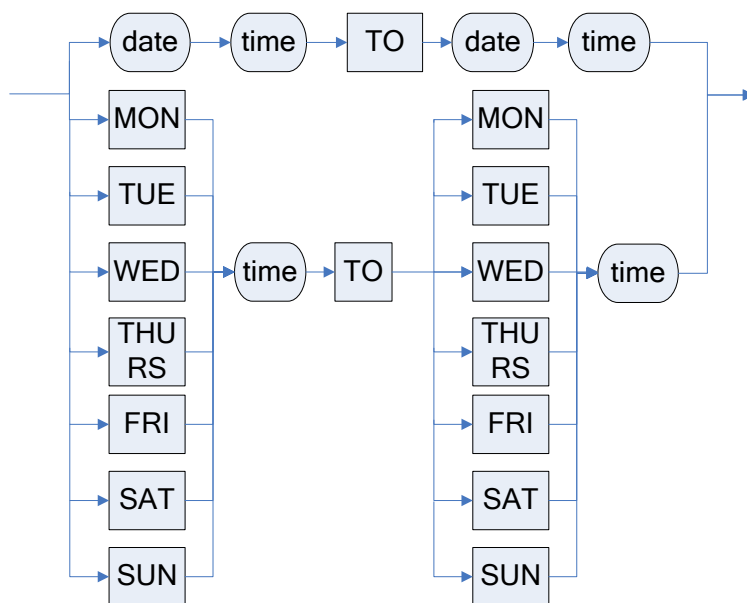 date time TO date time
MON MON
TUE TUE
WED time TO WED time
THU THU
RS RS
FRI FRI
SAT SAT
SUN SUN